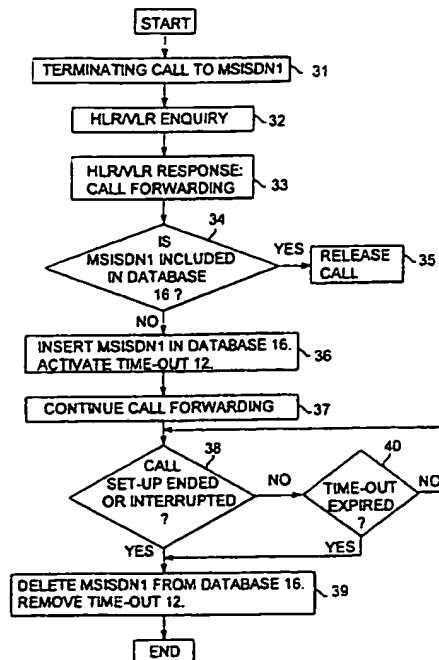 START
TERMINATING CALL TO MSISDN1
31
HLR/VLR ENQUIRY
32
HLR/VLR RESPONSE:
CALL FORWARDING
33
34
IS
MSISDN1 INCLUDED
IN DATABASE
16 ?
YES
RELEASE
CALL
35
NO
INSERT MSISDN1 IN DATABASE 16.
ACTIVATE TIME-OUT 12.
36
CONTINUE CALL FORWARDING
37
38
CALL
SET-UP ENDED
OR INTERRUPTED
?
NO
40
TIME-OUT
EXPIRED
?
NO
YES
YES
DELETE MSISDN1 FROM DATABASE 16.
REMOVE TIME-OUT 12.
39
END